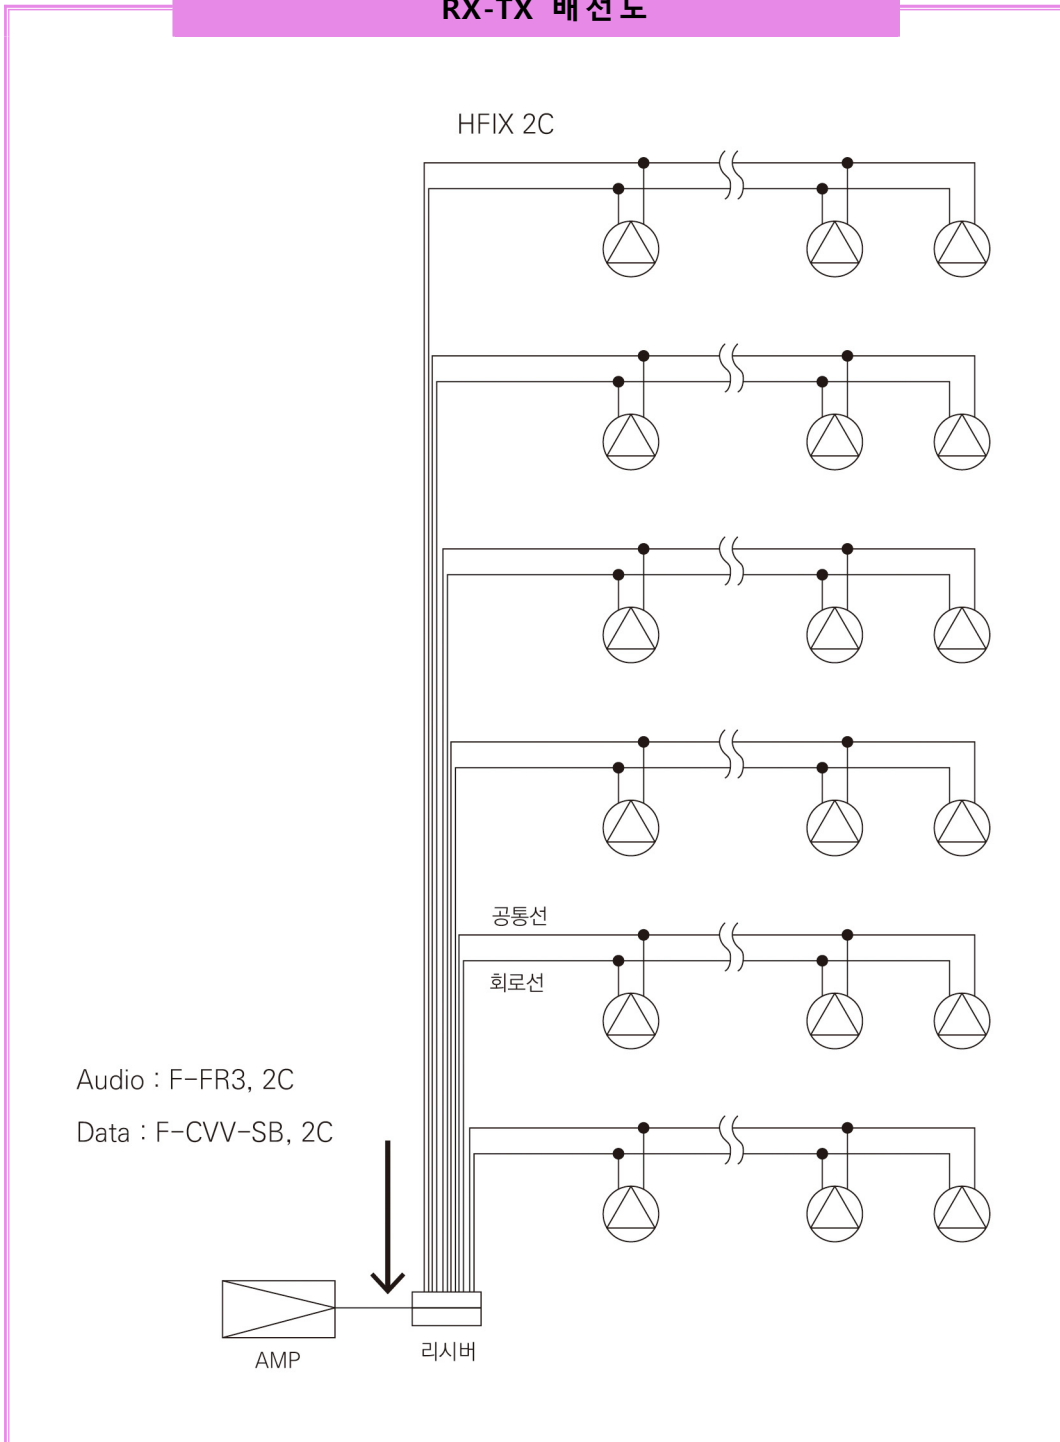 RX-TX 배선도
HFIX 2C
공통선
회로선
Audio : F-FR3, 2C
Data : F-CVV-SB, 2C
AMP
리시버